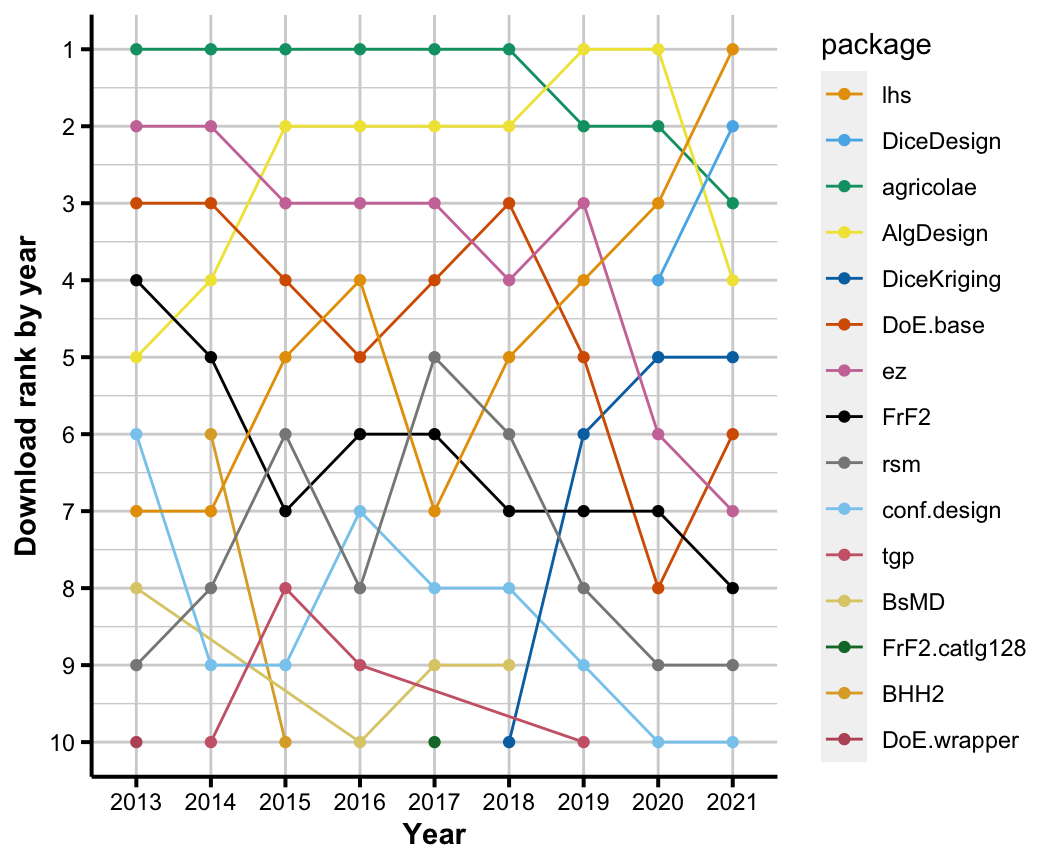 Download rank by year
1
2
3
4
5
6
7
8
9
10
2013 2014 2015 2016 2017 2018 2019 2020 2021
Year
package
lhs
DiceDesign
agricolae
AlgDesign
DiceKriging
DoE.base
ez
FrF2
rsm
conf.design
tgp
BsMD
FrF2.catlg128
BHH2
DoE.wrapper